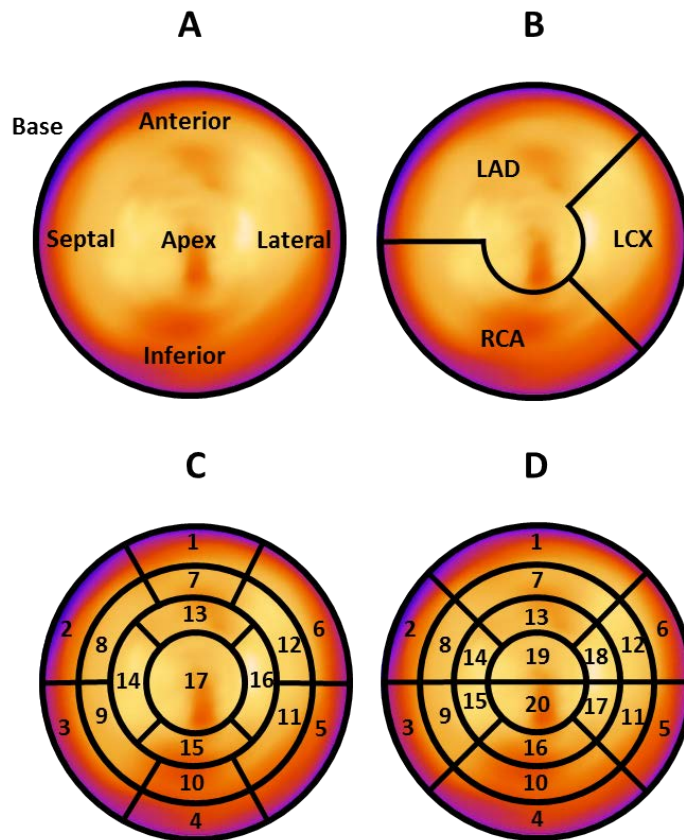 A B
Base
Anterior
Septal Apex Lateral
Inferior
LAD
LCX
RCA
C D
1
7
13
2 8 14 17 16 12 6
3 9 15 11 5
10
4
1
7
13
2 8 14 19 18 12 6
3 9 15 20 17 11 5
16
10
4